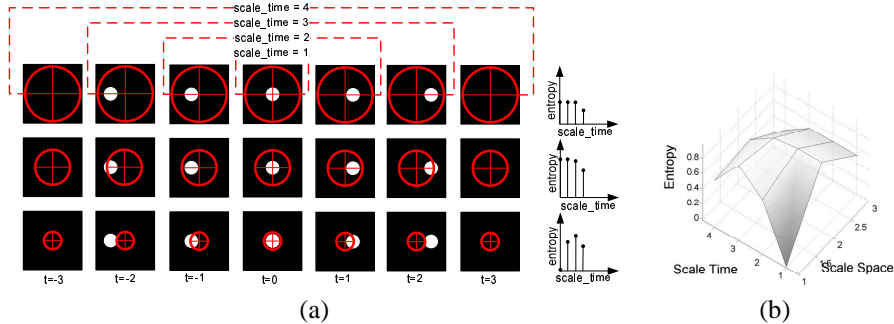 scale_time = 4
scale_time = 3
scale_time = 2
scale_time = 1
entropy
scale_time
entropy
scale_time
entropy
scale_time
t=-3 t=-2 t=-1 t=0 t=1 t=2 t=3
(a)
Entropy
0.8
0.6
0.4
0.2
0
4
3
2
1
Scale Time
3
2.5
2
1.5
1
Scale Space
(b)